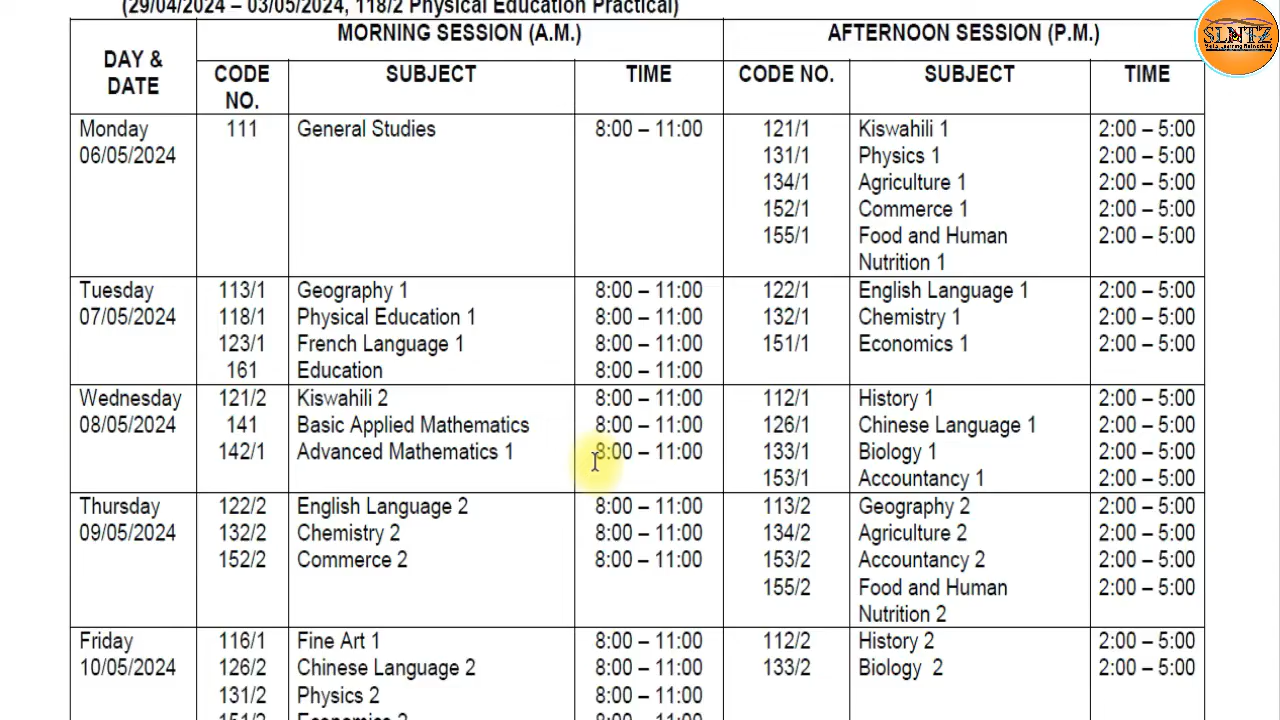 (29/04/2024 – 03/05/2024, 118/2 Physical Education Practical)
DAY & DATE MORNING SESSION (A.M.) AFTERNOON SESSION (P.M.)
CODE NO. SUBJECT TIME CODE NO. SUBJECT TIME
Monday 111 General Studies 8:00 – 11:00 121/1 Kiswahili 1 2:00 – 5:00
06/05/2024 131/1 Physics 1 2:00 – 5:00
134/1 Agriculture 1 2:00 – 5:00
152/1 Commerce 1 2:00 – 5:00
155/1 Food and Human 2:00 – 5:00
Nutrition 1
Tuesday 113/1 Geography 1 8:00 – 11:00 122/1 English Language 1 2:00 – 5:00
07/05/2024 118/1 Physical Education 1 8:00 – 11:00 132/1 Chemistry 1 2:00 – 5:00
123/1 French Language 1 8:00 – 11:00 151/1 Economics 1 2:00 – 5:00
161 Education 8:00 – 11:00
Wednesday 121/2 Kiswahili 2 8:00 – 11:00 112/1 History 1 2:00 – 5:00
08/05/2024 141 Basic Applied Mathematics 8:00 – 11:00 126/1 Chinese Language 1 2:00 – 5:00
142/1 Advanced Mathematics 1 8:00 – 11:00 133/1 Biology 1 2:00 – 5:00
153/1 Accountancy 1 2:00 – 5:00
Thursday 122/2 English Language 2 8:00 – 11:00 113/2 Geography 2 2:00 – 5:00
09/05/2024 132/2 Chemistry 2 8:00 – 11:00 134/2 Agriculture 2 2:00 – 5:00
152/2 Commerce 2 8:00 – 11:00 153/2 Accountancy 2 2:00 – 5:00
155/2 Food and Human 2:00 – 5:00
Nutrition 2
Friday 116/1 Fine Art 1 8:00 – 11:00 112/2 History 2 2:00 – 5:00
10/05/2024 126/2 Chinese Language 2 8:00 – 11:00 133/2 Biology 2 2:00 – 5:00
131/2 Physics 2 8:00 – 11:00
151/2 Economics 2
SLNTZ